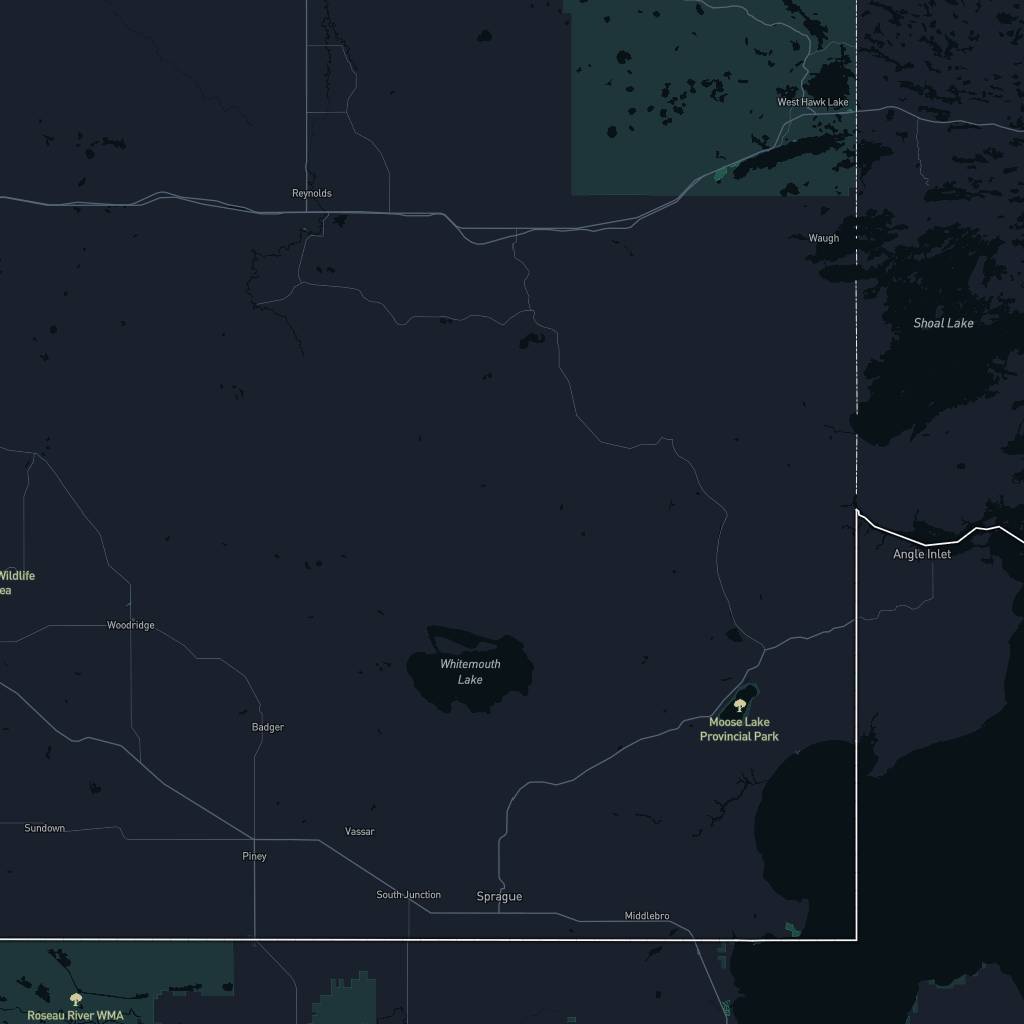 West Hawk Lake
Reynolds
Waugh
Shoal Lake
Angle Inlet
Wildlife
ea
Woodridge
Whitemouth
Lake
Moose Lake
Provincial Park
Badger
Sundown
Vassar
Piney
South Junction
Sprague
Middlebro
Roseau River WMA